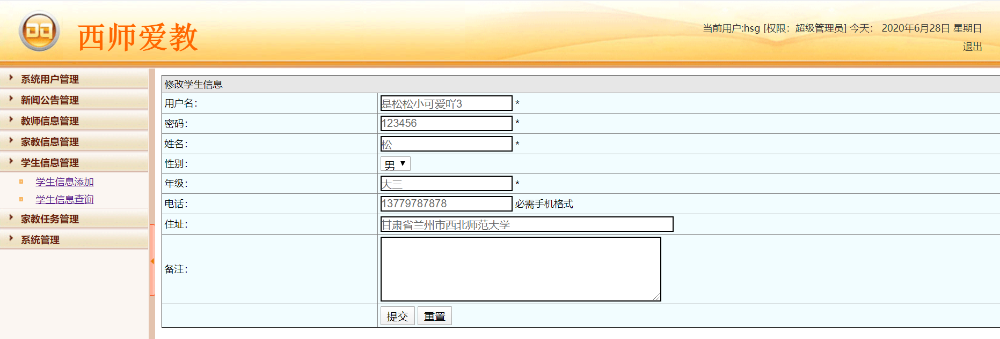 西师爱教
当前用户:hsg [权限：超级管理员] 今天： 2020年6月28日 星期日
退出
系统用户管理
新闻公告管理
教师信息管理
家教信息管理
学生信息管理
学生信息添加
学生信息查询
家教任务管理
系统管理
修改学生信息
用户名： 是松松小可爱吖3 *
密码： 123456 *
姓名： 松 *
性别： 男
年级： 大三 *
电话： 13779787878 必需手机格式
住址： 甘肃省兰州市西北师范大学
备注：
提交 重置